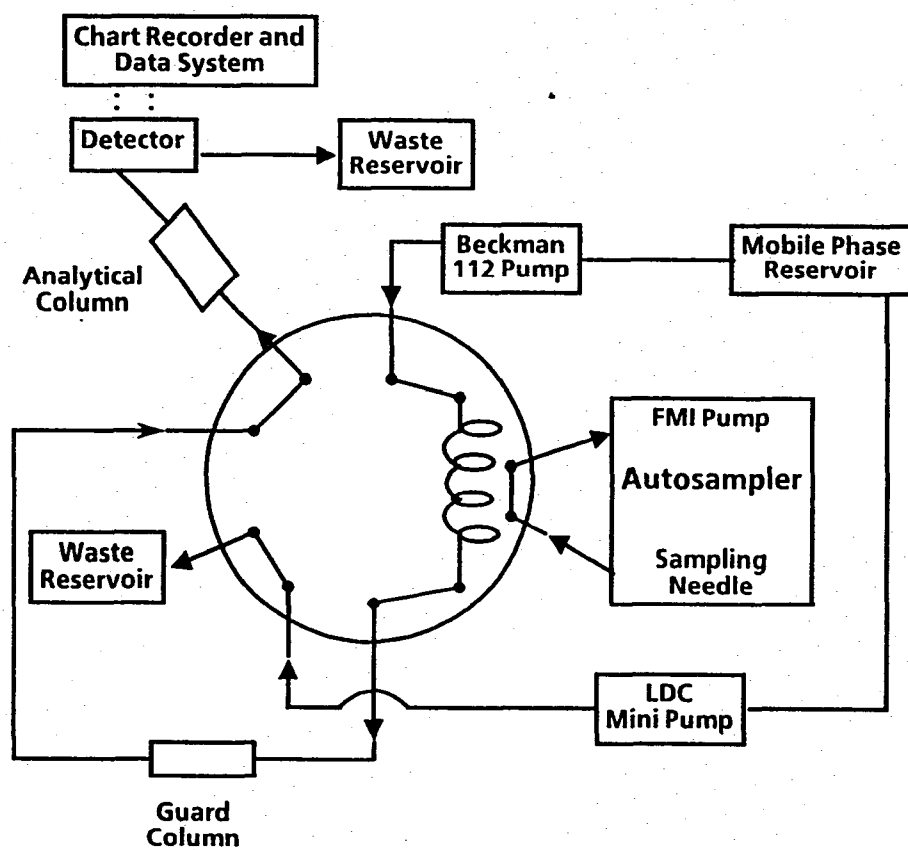 Chart Recorder and
Data System
Detector
Waste
Reservoir
Beckman
112 Pump
Mobile Phase
Reservoir
Analytical
Column
FMI Pump
Autosampler
Sampling
Needle
Waste
Reservoir
LDC
Mini Pump
Guard
Column